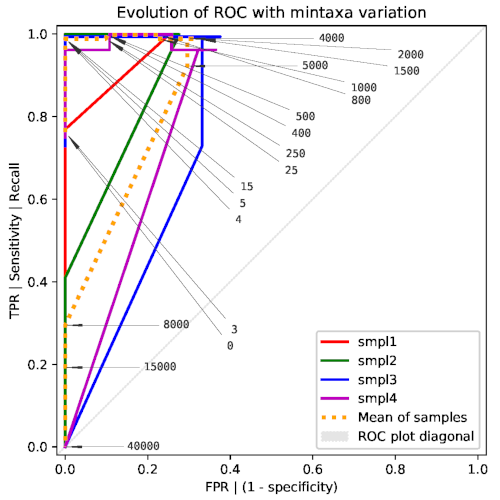 Evolution of ROC with mintaxa variation
TPR | Sensitivity | Recall
1.0
0.8
0.6
0.4
0.2
0.0
4000
2000
1500
5000
1000
800
500
400
250
25
15
5
4
3
0
8000
15000
40000
smpl1
smpl2
smpl3
smpl4
Mean of samples
ROC plot diagonal
0.0 0.2 0.4 0.6 0.8 1.0
FPR | (1 - specificity)